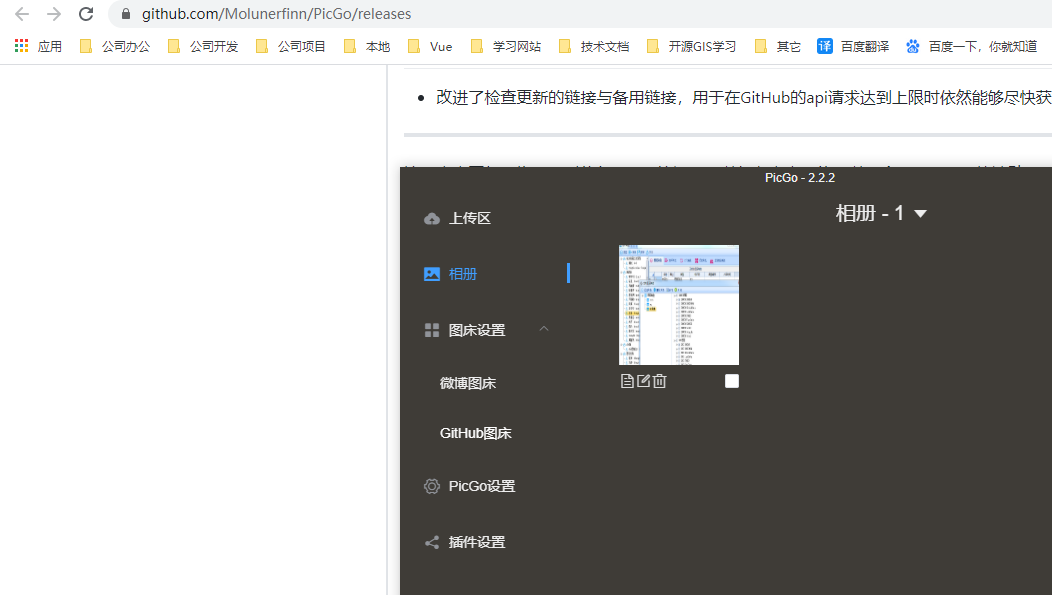 github.com/Molunerfinn/PicGo/releases
应用 公司办公 公司开发 公司项目 本地 Vue 学习网站 技术文档 开源GIS学习 其它 译 百度翻译 百度一下，你就知道
改进了检查更新的链接与备用链接，用于在GitHub的api请求达到上限时依然能够尽快获
PicGo - 2.2.2
相册 - 1
上传区
相册
图床设置
微博图床
GitHub图床
PicGo设置
插件设置